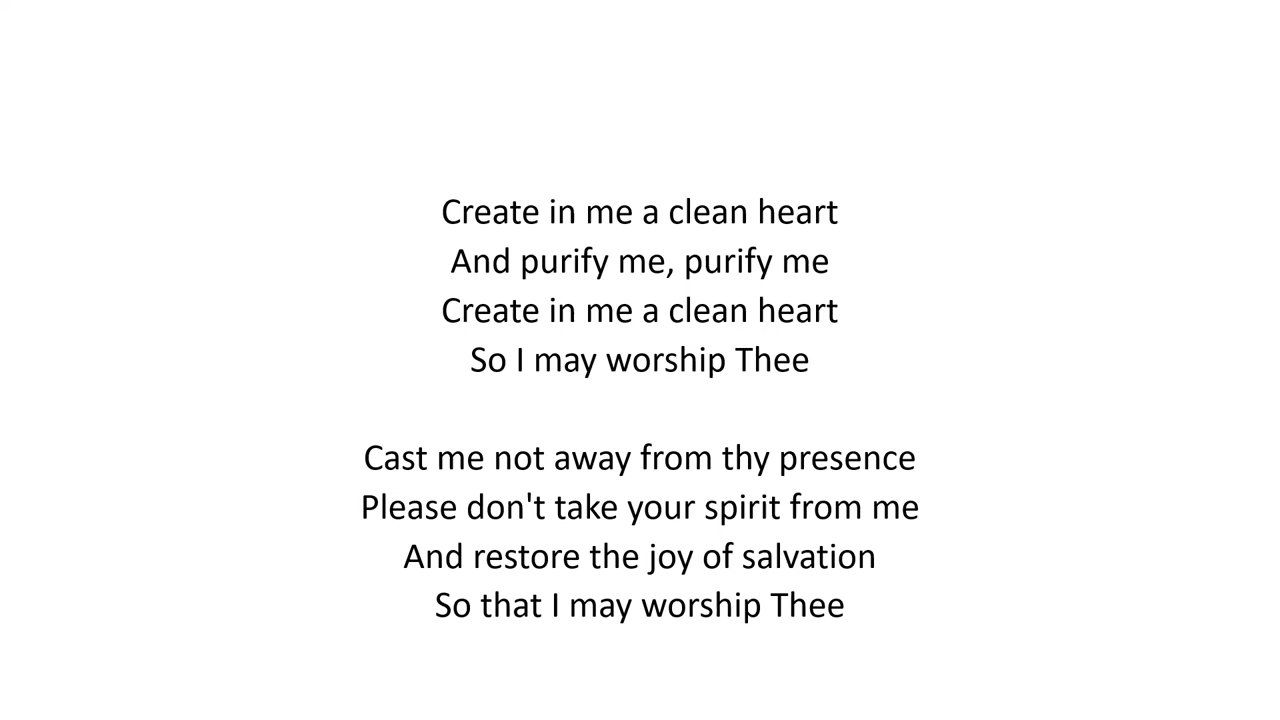 Create in me a clean heart
And purify me, purify me
Create in me a clean heart
So I may worship Thee
Cast me not away from thy presence
Please don't take your spirit from me
And restore the joy of salvation
So that I may worship Thee